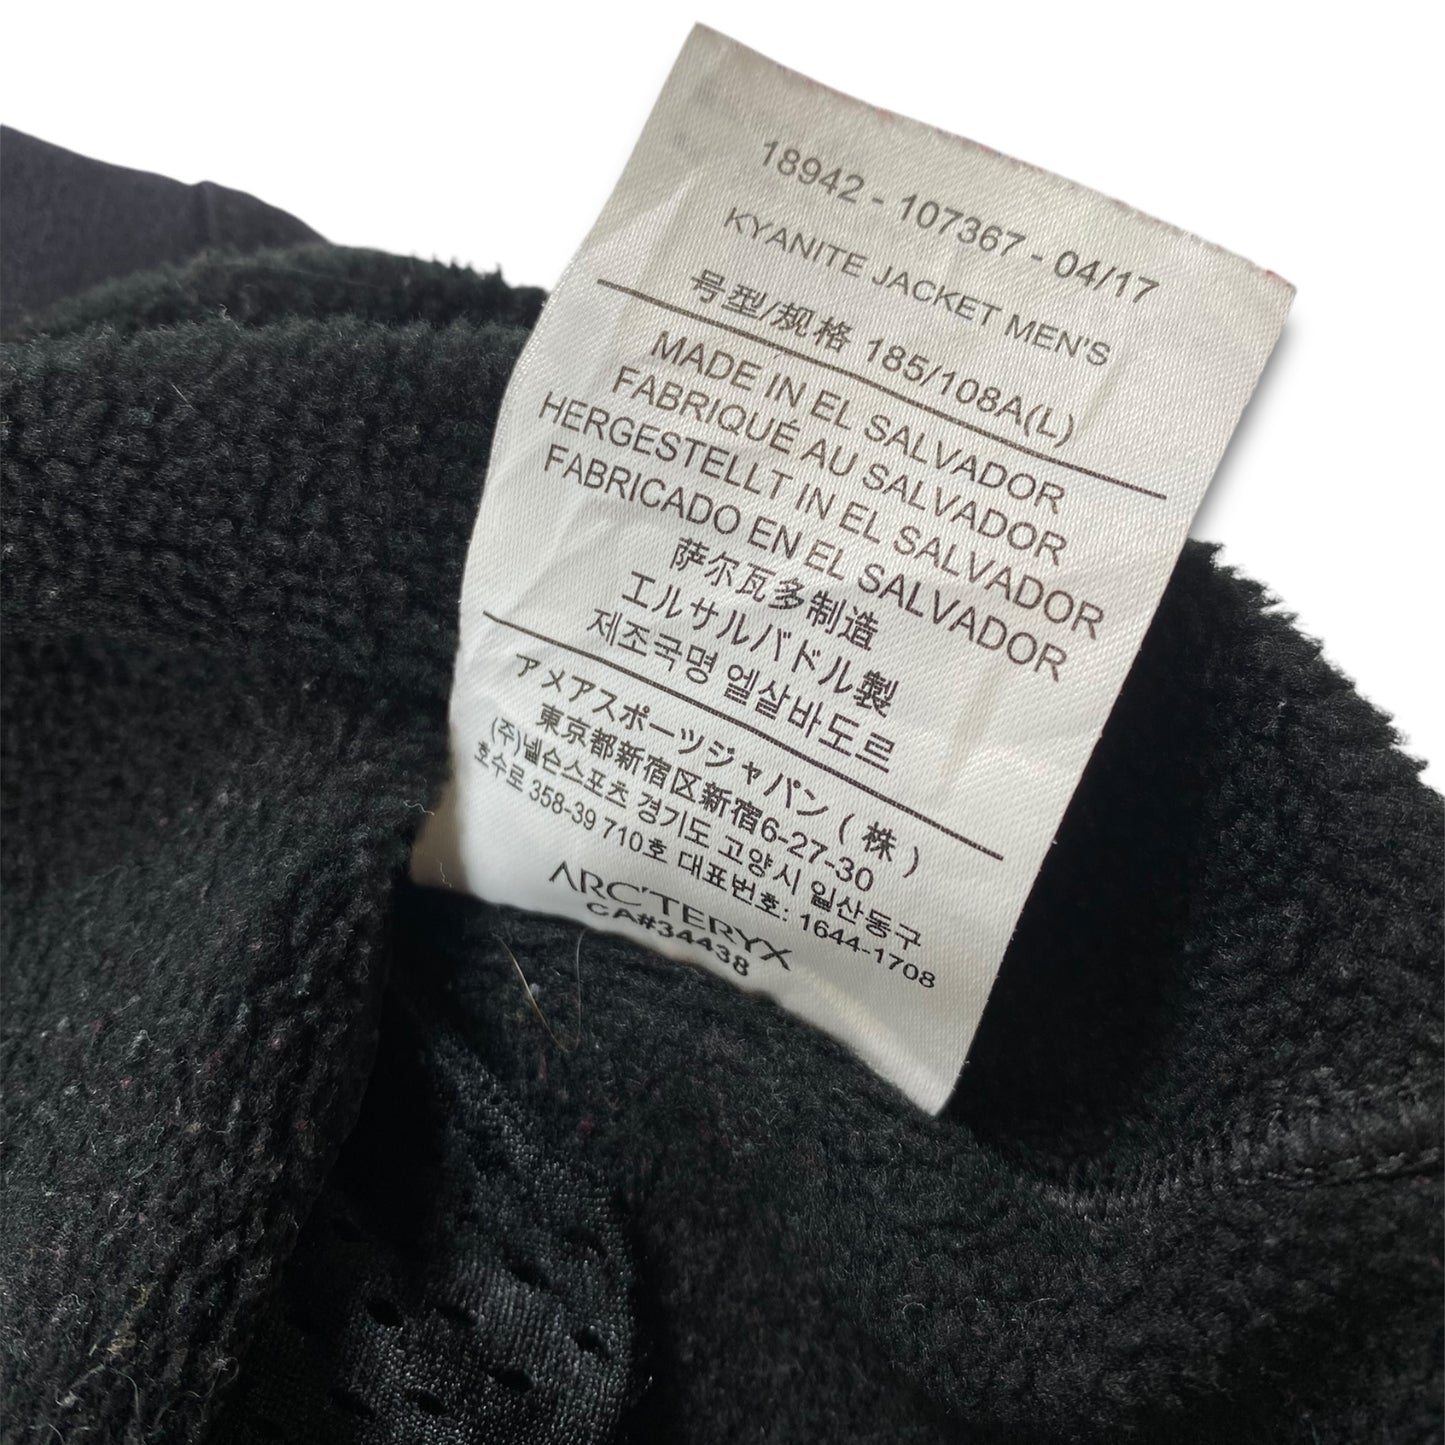 18942 - 107367 - 04/17
KYANITE JACKET MEN'S
号型/规格 185/108A(L)
MADE IN EL SALVADOR
FABRIQUÉ AU SALVADOR
HERGESTELLT IN EL SALVADOR
FABRICADO EN EL SALVADOR
萨尔瓦多制造
エルサルバドル製
제조국명 엘살바도르
アメアスポーツジャパン(株)
東京都新宿区新宿6-27-30
(주)넬슨스포츠 경기도 고양시 일산동구
호수로 358-39 710호 대표번호: 1644-1708
ARC'TERYX
CA#34438